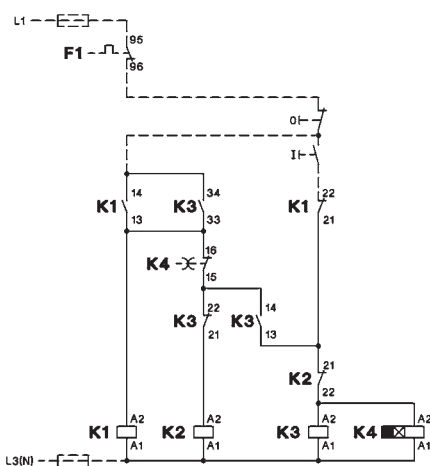 L1
95
F1
96
O
I
14 34 22
K1 K3 K1
13 33 21
16
K4
15
22 14
K3 K3
21 13
21
K2
22
A2 A2 A2 A2
K1 K2 K3 K4
A1 A1 A1 A1
L3(N)